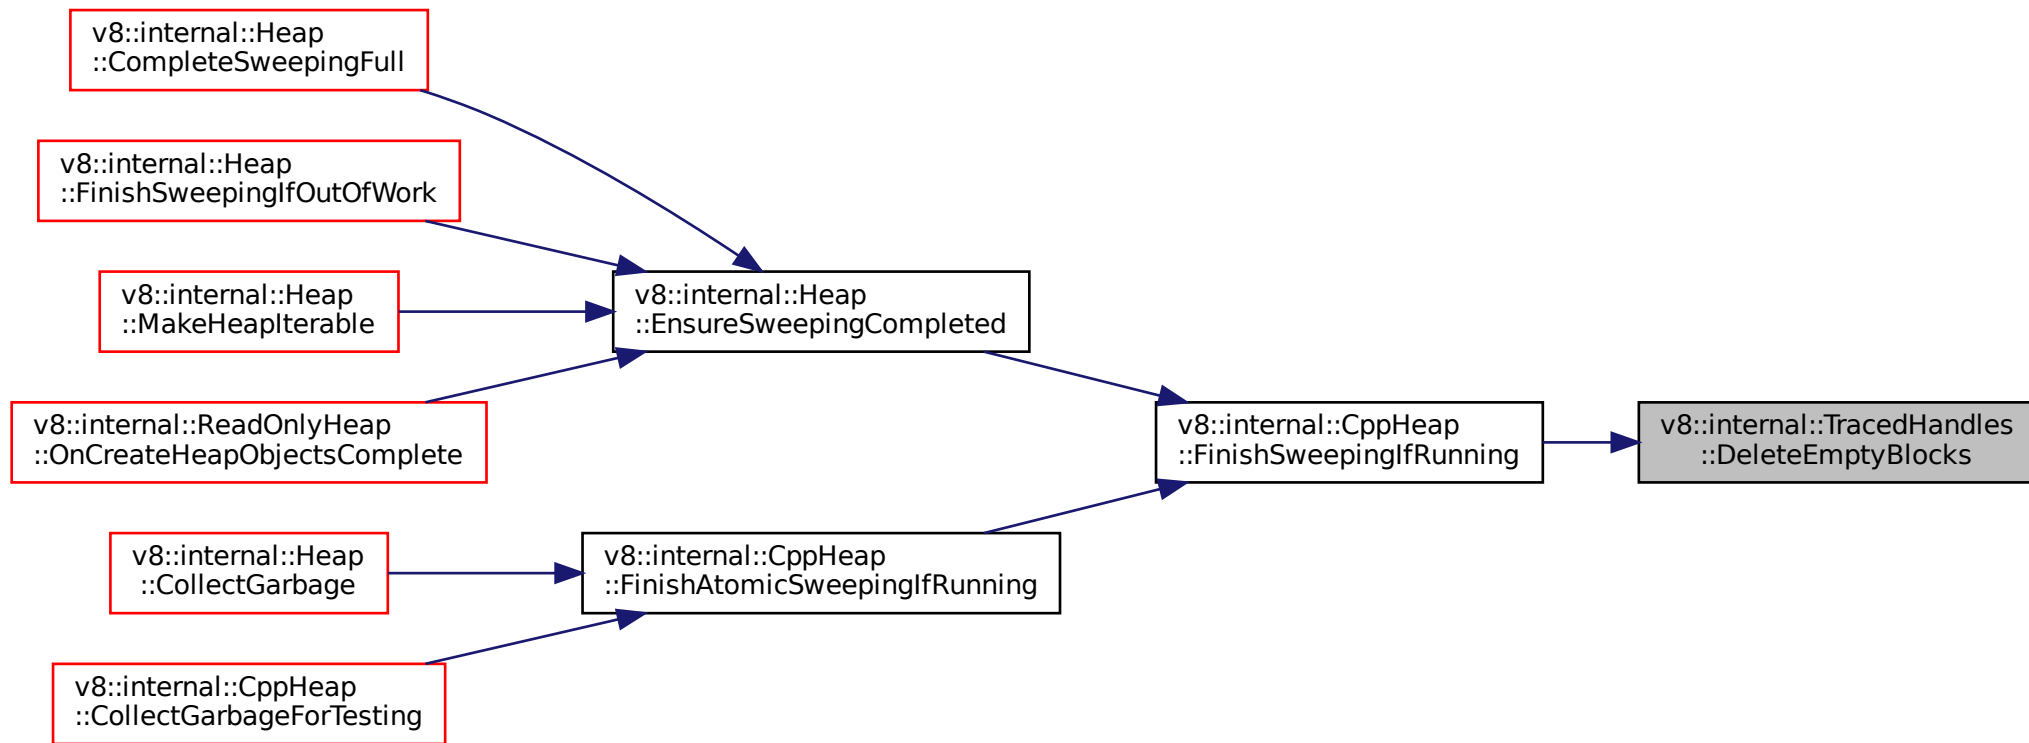 v8::internal::Heap
::CompleteSweepingFull
v8::internal::Heap
::FinishSweepingIfOutOfWork
v8::internal::Heap
::MakeHeapIterable
v8::internal::ReadOnlyHeap
::OnCreateHeapObjectsComplete
v8::internal::Heap
::CollectGarbage
v8::internal::CppHeap
::CollectGarbageForTesting
v8::internal::Heap
::EnsureSweepingCompleted
v8::internal::CppHeap
::FinishAtomicSweepingIfRunning
v8::internal::CppHeap
::FinishSweepingIfRunning
v8::internal::TracedHandles
::DeleteEmptyBlocks